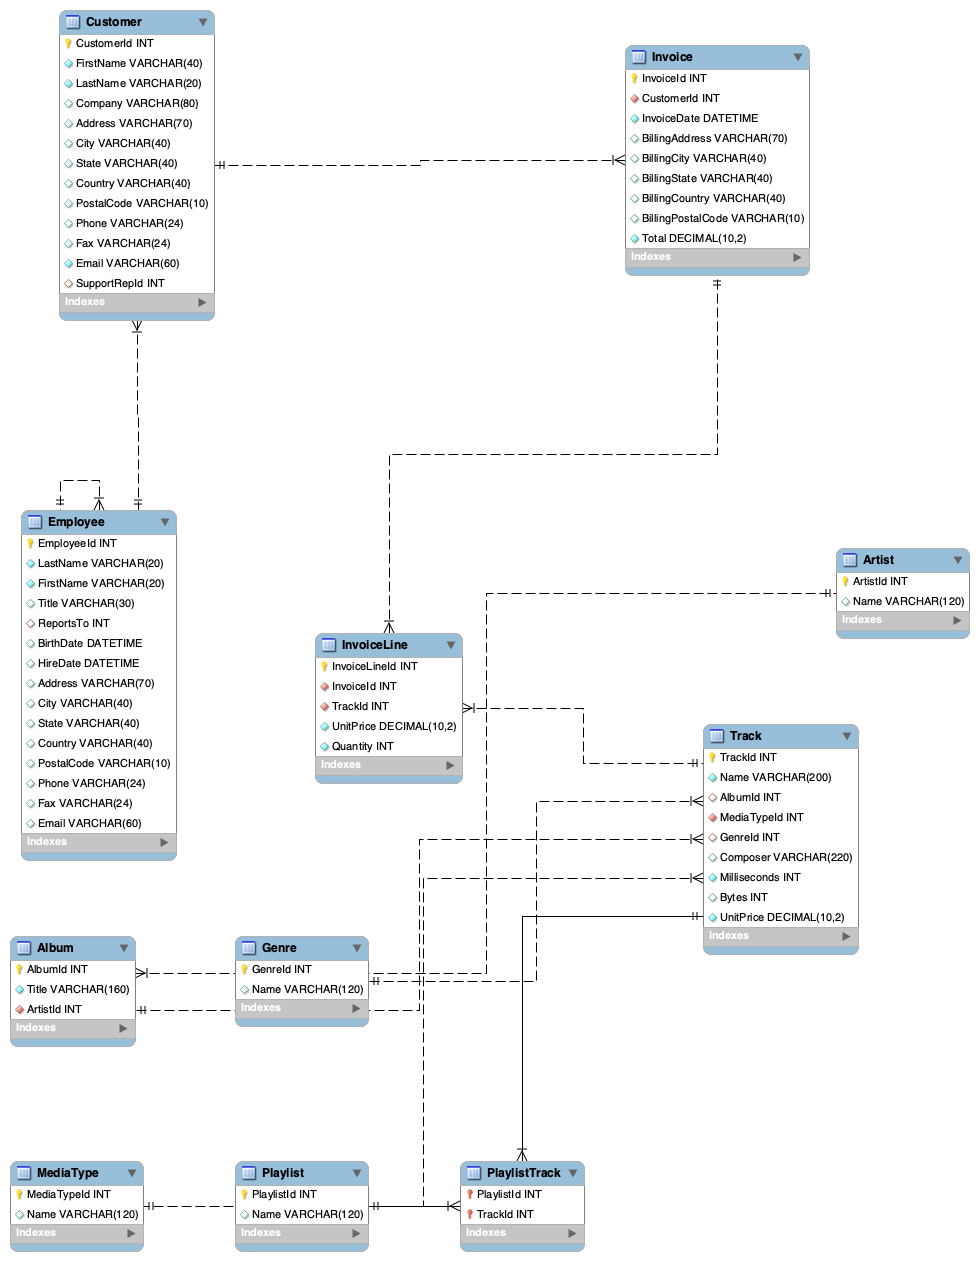 Customer
CustomerId INT
FirstName VARCHAR(40)
LastName VARCHAR(20)
Company VARCHAR(80)
Address VARCHAR(70)
City VARCHAR(40)
State VARCHAR(40)
Country VARCHAR(40)
PostalCode VARCHAR(10)
Phone VARCHAR(24)
Fax VARCHAR(24)
Email VARCHAR(60)
SupportRepId INT
Indexes
Invoice
InvoiceId INT
CustomerId INT
InvoiceDate DATETIME
BillingAddress VARCHAR(70)
BillingCity VARCHAR(40)
BillingState VARCHAR(40)
BillingCountry VARCHAR(40)
BillingPostalCode VARCHAR(10)
Total DECIMAL(10,2)
Indexes
Employee
EmployeeId INT
LastName VARCHAR(20)
FirstName VARCHAR(20)
Title VARCHAR(30)
ReportsTo INT
BirthDate DATETIME
HireDate DATETIME
Address VARCHAR(70)
City VARCHAR(40)
State VARCHAR(40)
Country VARCHAR(40)
PostalCode VARCHAR(10)
Phone VARCHAR(24)
Fax VARCHAR(24)
Email VARCHAR(60)
Indexes
Artist
ArtistId INT
Name VARCHAR(120)
Indexes
InvoiceLine
InvoiceLineId INT
InvoiceId INT
TrackId INT
UnitPrice DECIMAL(10,2)
Quantity INT
Indexes
Track
TrackId INT
Name VARCHAR(200)
AlbumId INT
MediaTypeId INT
GenreId INT
Composer VARCHAR(220)
Milliseconds INT
Bytes INT
UnitPrice DECIMAL(10,2)
Indexes
Album
AlbumId INT
Title VARCHAR(160)
ArtistId INT
Indexes
Genre
GenreId INT
Name VARCHAR(120)
Indexes
MediaType
MediaTypeId INT
Name VARCHAR(120)
Indexes
Playlist
PlaylistId INT
Name VARCHAR(120)
Indexes
PlaylistTrack
PlaylistId INT
TrackId INT
Indexes